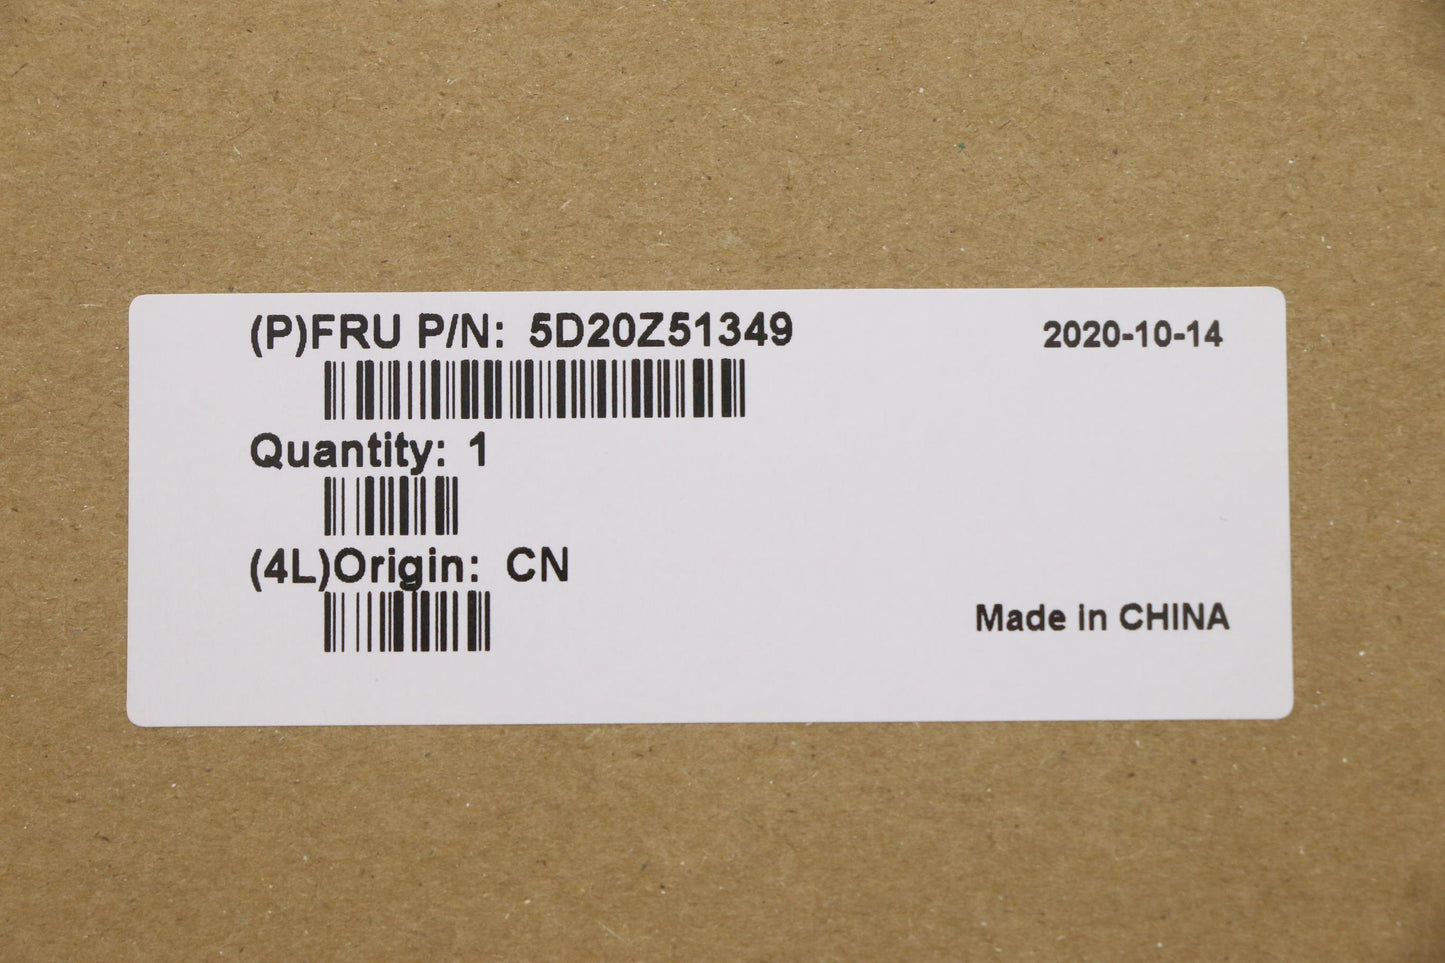 (P)FRU P/N: 5D20Z51349
2020-10-14
Quantity: 1
(4L)Origin: CN
Made in CHINA